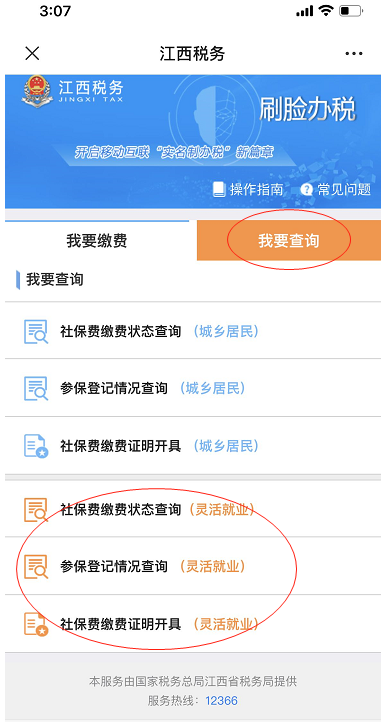 3:07
江西税务
江西税务
JINGXI TAX
刷脸办税
开启移动互联“实名制办税”新篇章
操作指南 ? 常见问题
我要缴费 我要查询
我要查询
社保费缴费状态查询（城乡居民）
参保登记情况查询（城乡居民）
社保费缴费证明开具（城乡居民）
社保费缴费状态查询（灵活就业）
参保登记情况查询（灵活就业）
社保费缴费证明开具（灵活就业）
本服务由国家税务总局江西省税务局提供
服务热线：12366